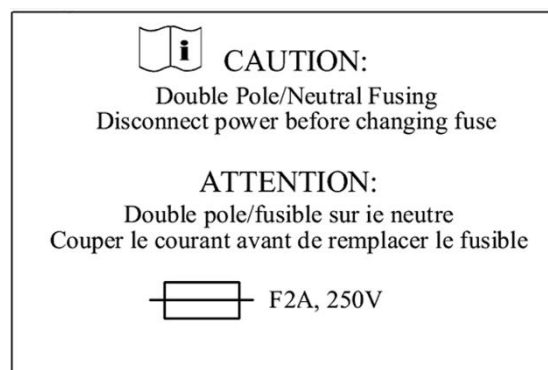 i
CAUTION:
Double Pole/Neutral Fusing
Disconnect power before changing fuse
ATTENTION:
Double pole/fusible sur ie neutre
Couper le courant avant de remplacer le fusible
F2A, 250V